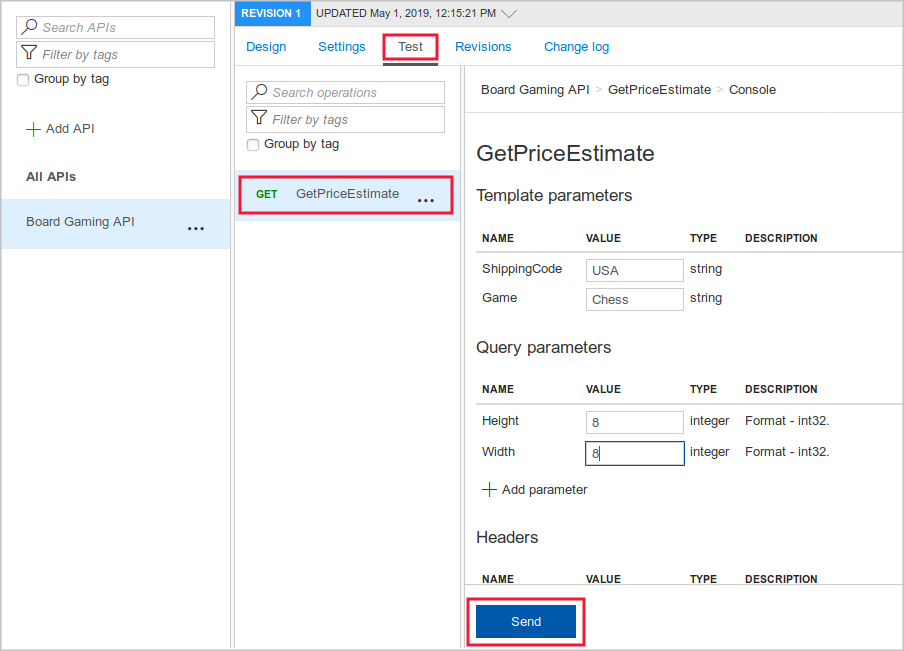 Search APIs
Filter by tags
Group by tag
Add API
All APIs
Board Gaming API
REVISION 1 UPDATED May 1, 2019, 12:15:21 PM
Design Settings Test Revisions Change log
Search operations
Filter by tags
Group by tag
GET GetPriceEstimate
Board Gaming API > GetPriceEstimate > Console
GetPriceEstimate
Template parameters
NAME VALUE TYPE DESCRIPTION
ShippingCode USA string
Game Chess string
Query parameters
NAME VALUE TYPE DESCRIPTION
Height 8 integer Format - int32.
Width 8 integer Format - int32.
Add parameter
Headers
NAME VALUE TYPE DESCRIPTION
Send